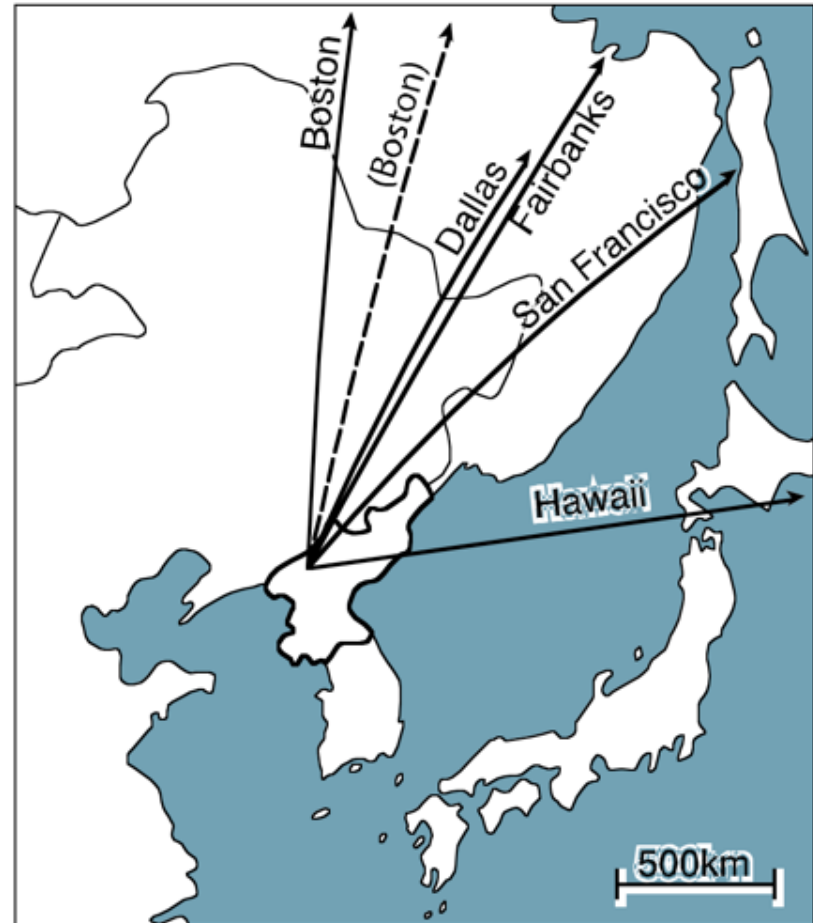 Boston
(Boston)
Dallas
Fairbanks
San Francisco
Hawaii
500km